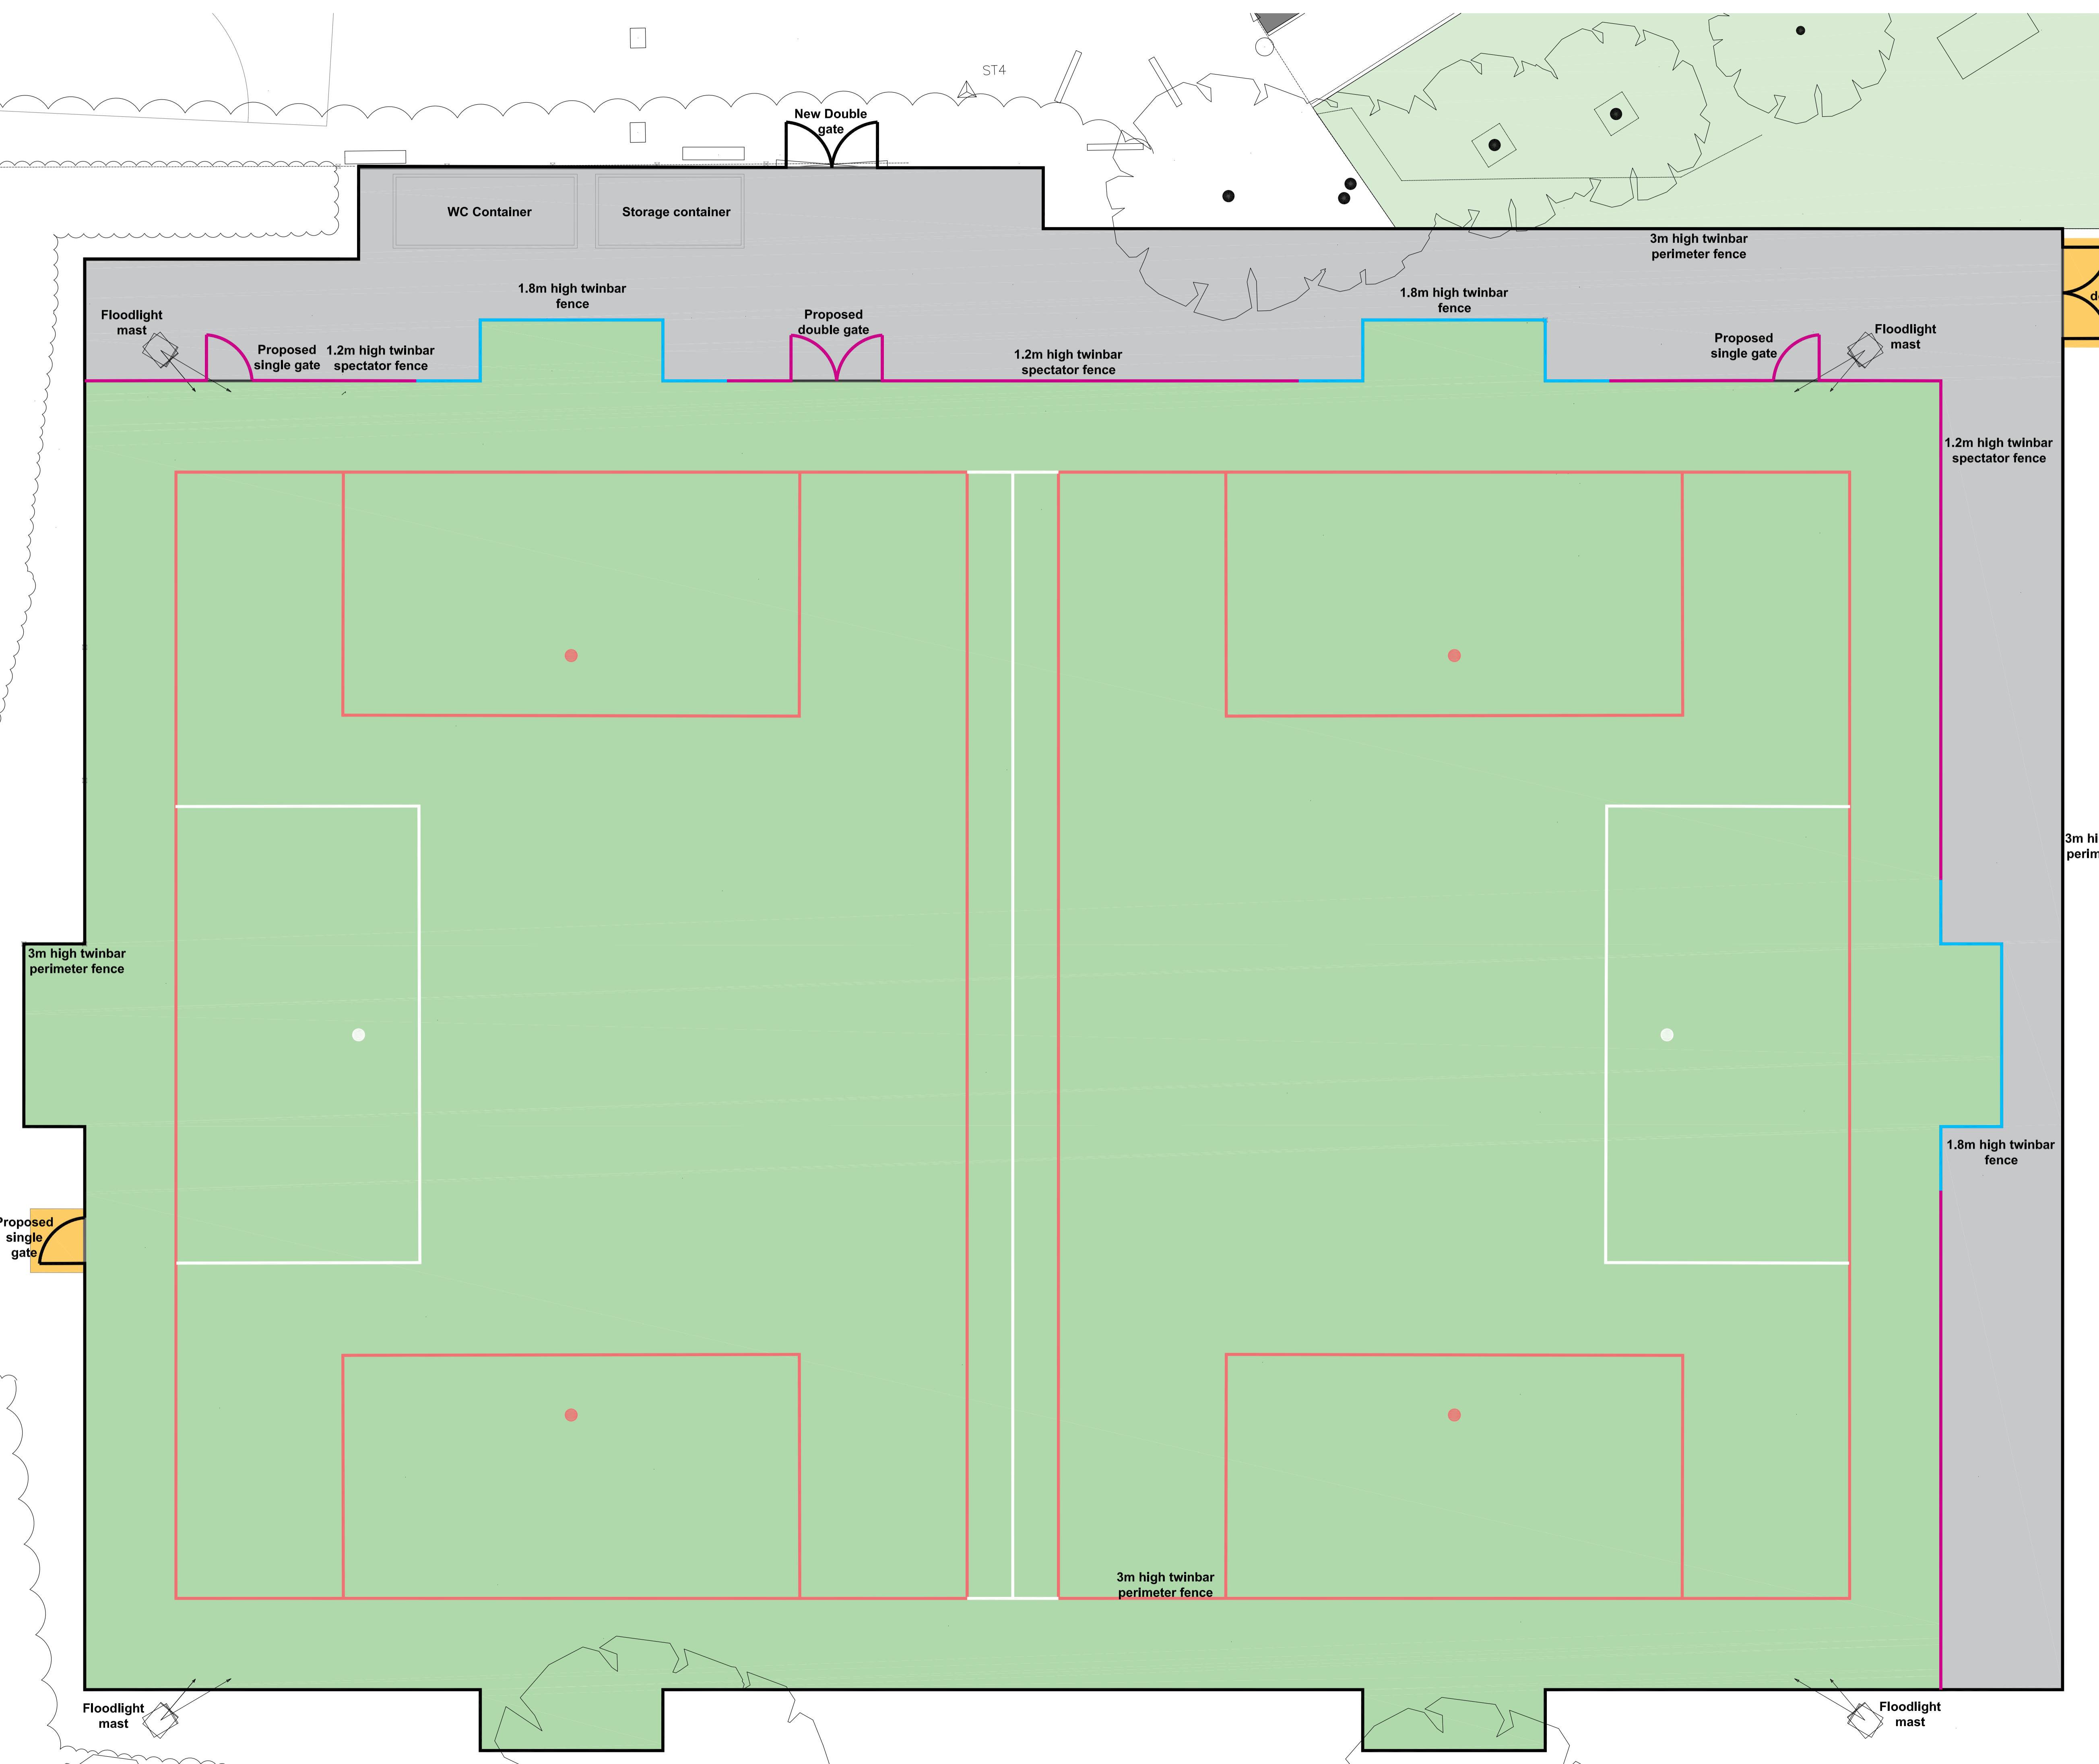 ST4
New Double
gate
WC Container
Storage container
3m high twinbar
perimeter fence
1.8m high twinbar
fence
1.8m high twinbar
fence
Floodlight
mast
Proposed
double gate
Proposed
single gate
1.2m high twinbar
spectator fence
1.2m high twinbar
spectator fence
Proposed
single gate
Floodlight
mast
1.2m high twinbar
spectator fence
3m high twinbar
perimeter fence
1.8m high twinbar
fence
Proposed
single
gate
3m high twinbar
perimeter fence
Floodlight
mast
Floodlight
mast